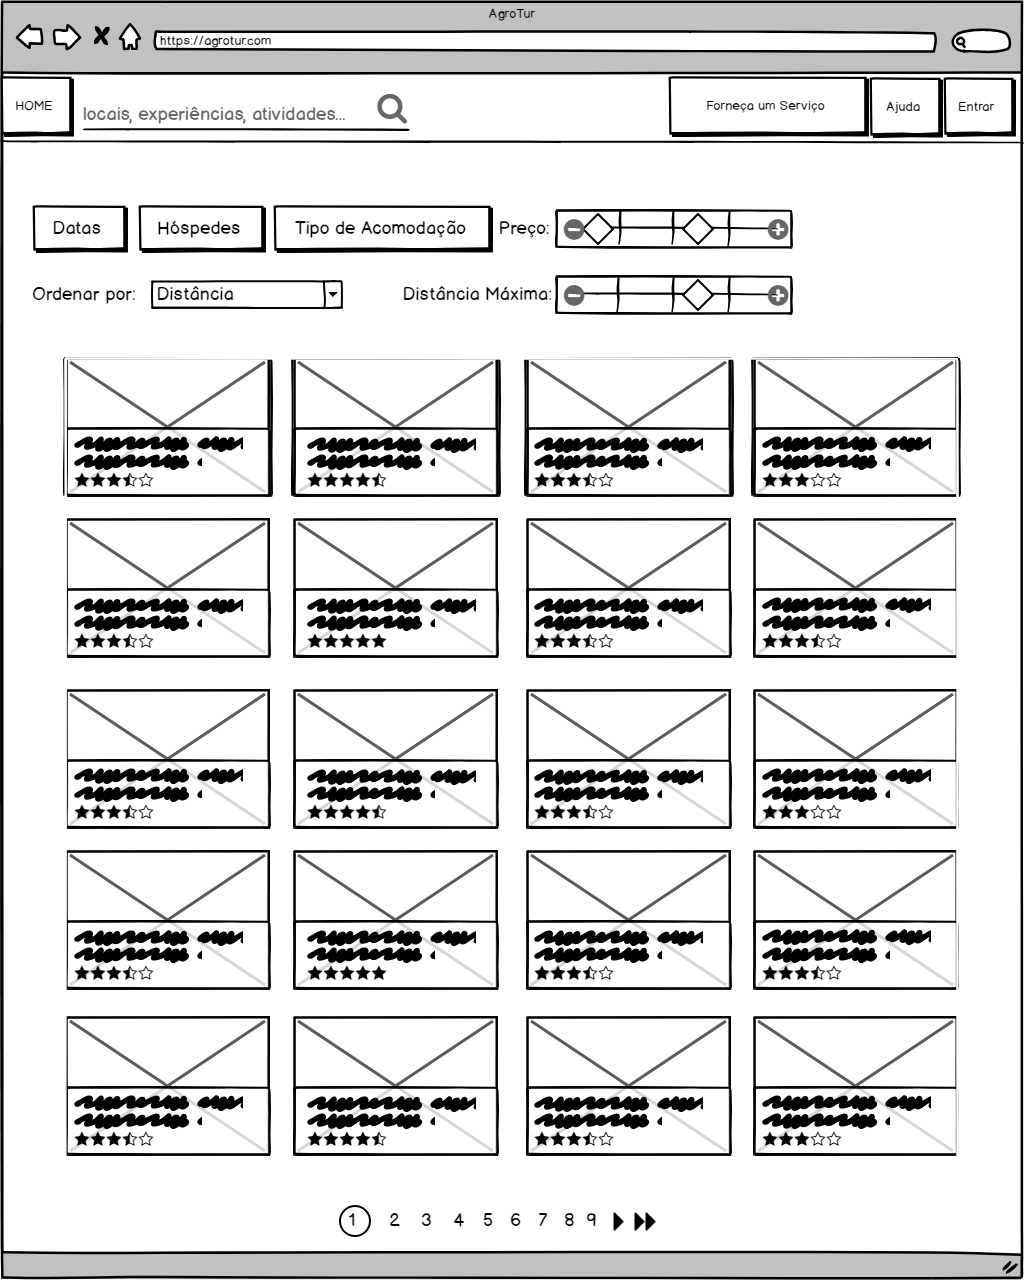 AgroTur
https://agrotur.com
HOME
locais, experiências, atividades...
Forneça um Serviço
Ajuda
Entrar
Datas
Hóspedes
Tipo de Acomodação
Preço:
Ordenar por:
Distância
Distância Máxima:
1 2 3 4 5 6 7 8 9